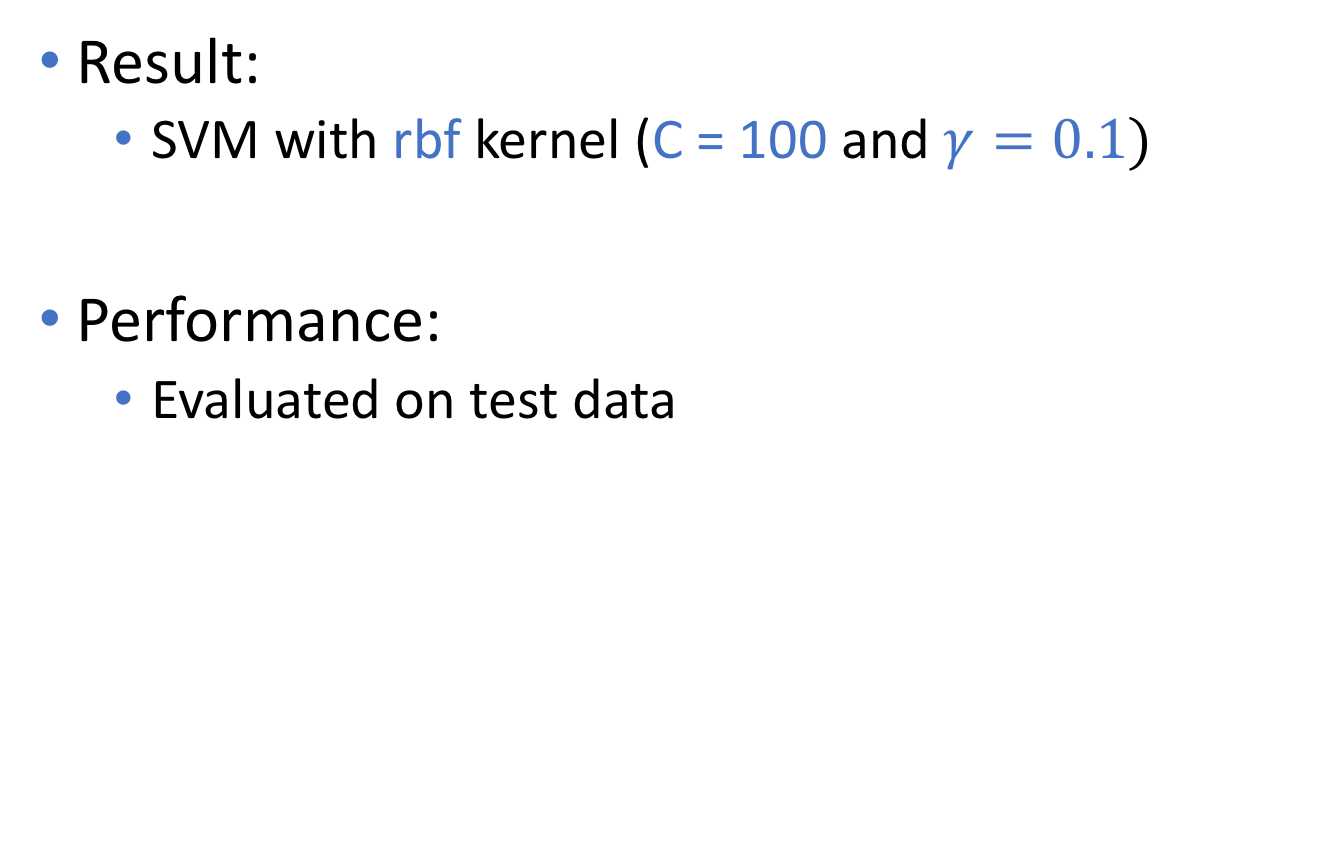 • Result:
• SVM with rbf kernel (C = 100 and γ = 0.1)
• Performance:
• Evaluated on test data